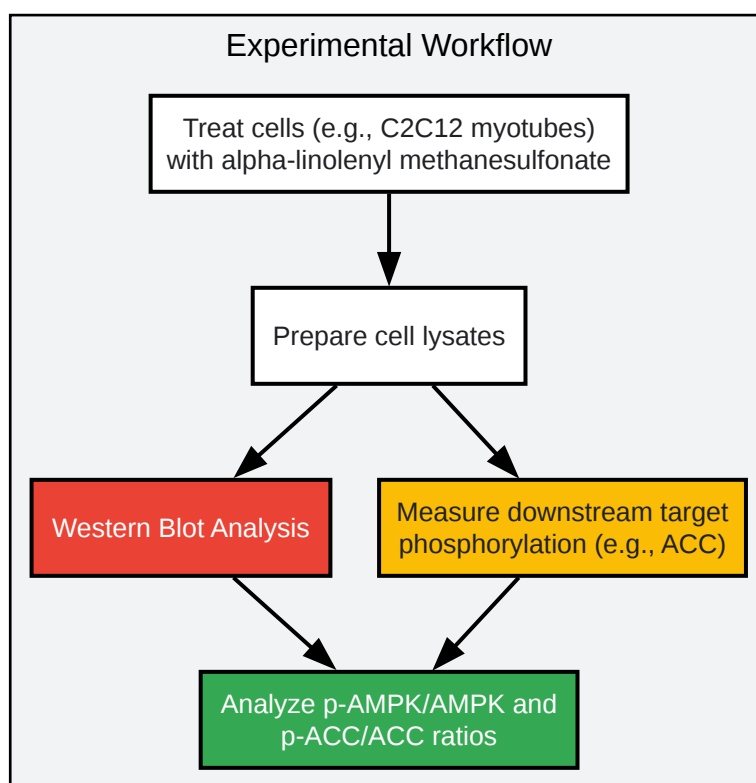 Experimental Workflow
Treat cells (e.g., C2C12 myotubes)
with alpha-linolenyl methanesulfonate
Prepare cell lysates
Western Blot Analysis
Measure downstream target
phosphorylation (e.g., ACC)
Analyze p-AMPK/AMPK and
p-ACC/ACC ratios